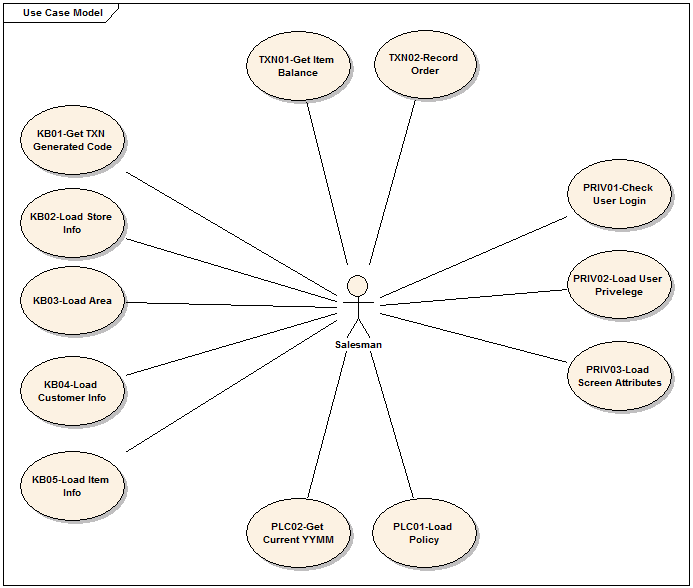 Use Case Model
TXN01-Get Item
Balance
TXN02-Record
Order
KB01-Get TXN
Generated Code
KB02-Load Store
Info
KB03-Load Area
KB04-Load
Customer Info
KB05-Load Item
Info
PRIV01-Check
User Login
PRIV02-Load User
Privelege
PRIV03-Load
Screen Attributes
Salesman
PLC02-Get
Current YYMM
PLC01-Load
Policy